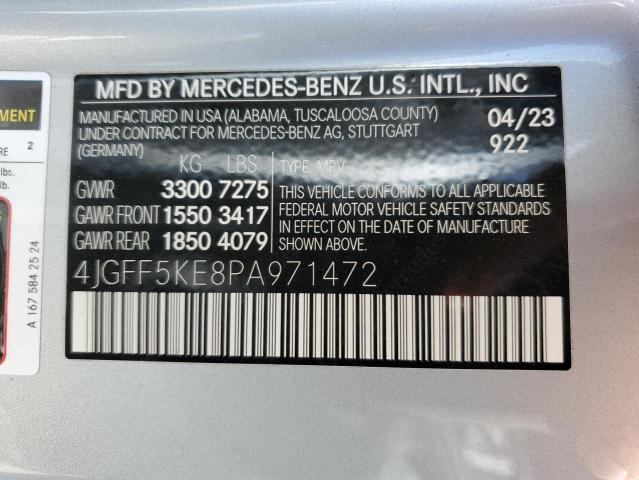 MFD BY MERCEDES-BENZ U.S. INTL., INC
MANUFACTURED IN USA (ALABAMA, TUSCALOOSA COUNTY)
UNDER CONTRACT FOR MERCEDES-BENZ AG, STUTTGART
(GERMANY)
04/23
922
KG LBS
TYPE: MPV
GVWR 3300 7275
GAWR FRONT 1550 3417
GAWR REAR 1850 4079
THIS VEHICLE CONFORMS TO ALL APPLICABLE
FEDERAL MOTOR VEHICLE SAFETY STANDARDS
IN EFFECT ON THE DATE OF MANUFACTURE
SHOWN ABOVE.
4JGFF5KE8PA971472
2
lbs.
lb.
A 167 584 25 24